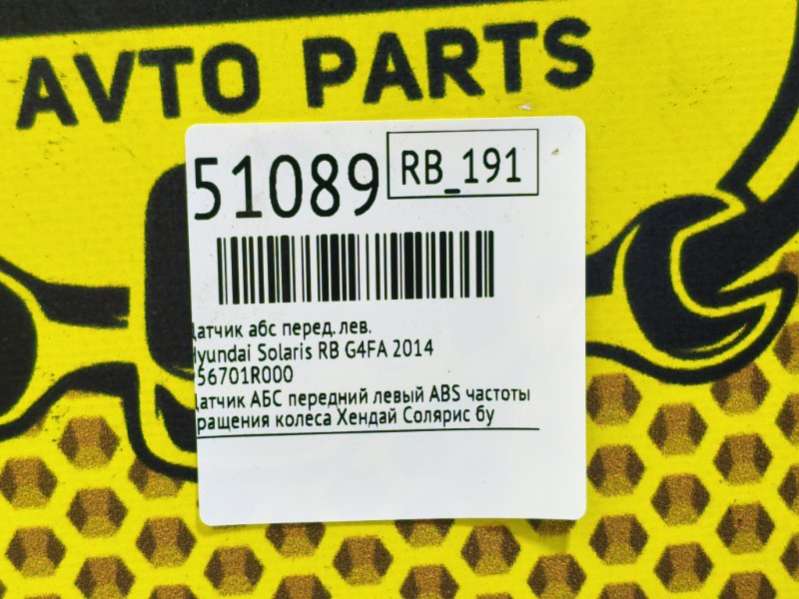 AVTO PARTS
51089
RB_191
атчик абс перед. лев.
yundai Solaris RB G4FA 2014
56701R000
атчик АБС передний левый ABS частоты
ращения колеса Хендай Солярис бу